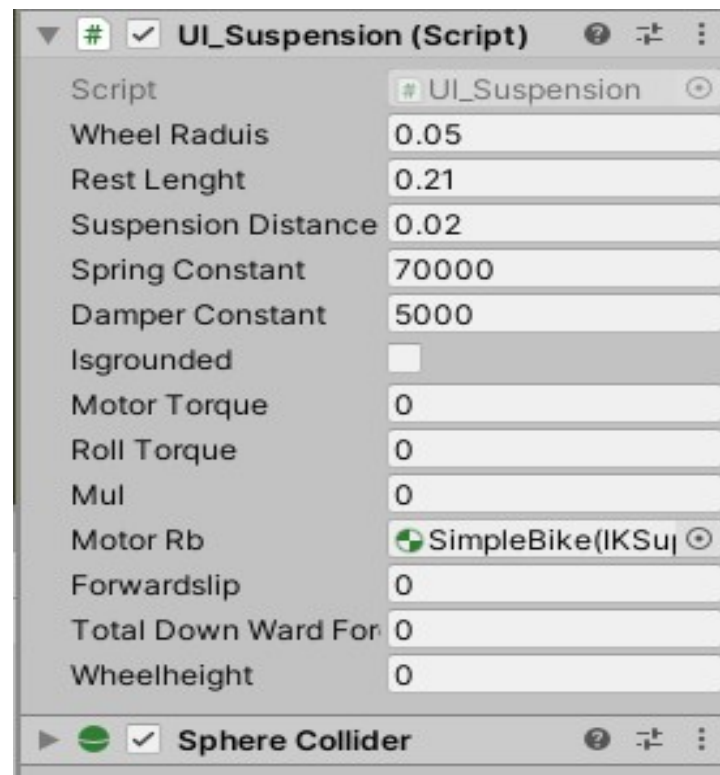 UI_Suspension (Script)
Script UI_Suspension
Wheel Raduis 0.05
Rest Lenght 0.21
Suspension Distance 0.02
Spring Constant 70000
Damper Constant 5000
Isgrounded
Motor Torque 0
Roll Torque 0
Mul 0
Motor Rb SimpleBike(IKSu
Forwardslip 0
Total Down Ward For 0
Wheelheight 0
Sphere Collider